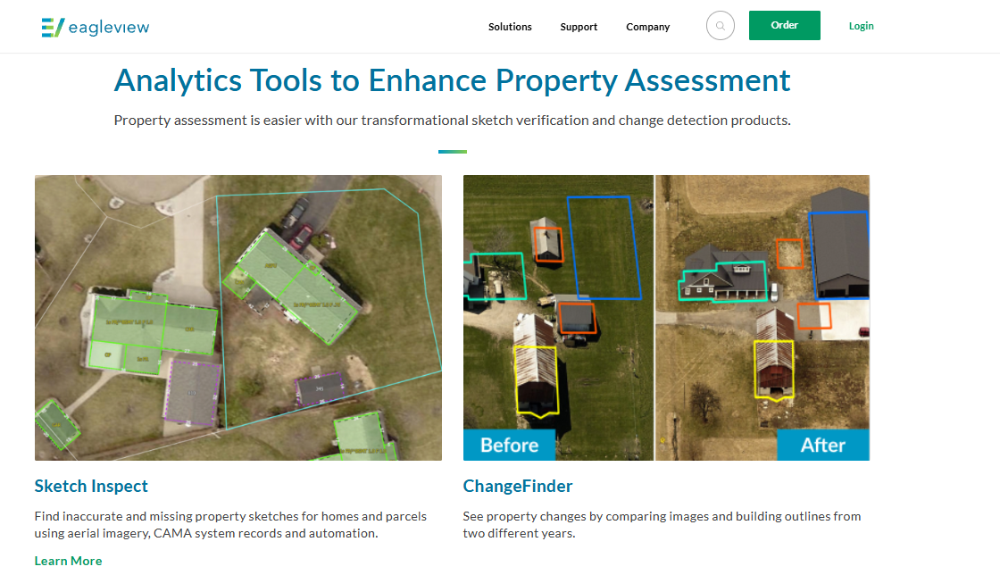 eagleview
Solutions
Support
Company
Order
Login
Analytics Tools to Enhance Property Assessment
Property assessment is easier with our transformational sketch verification and change detection products.
Before
After
Sketch Inspect
Find inaccurate and missing property sketches for homes and parcels
using aerial imagery, CAMA system records and automation.
Learn More
ChangeFinder
See property changes by comparing images and building outlines from
two different years.